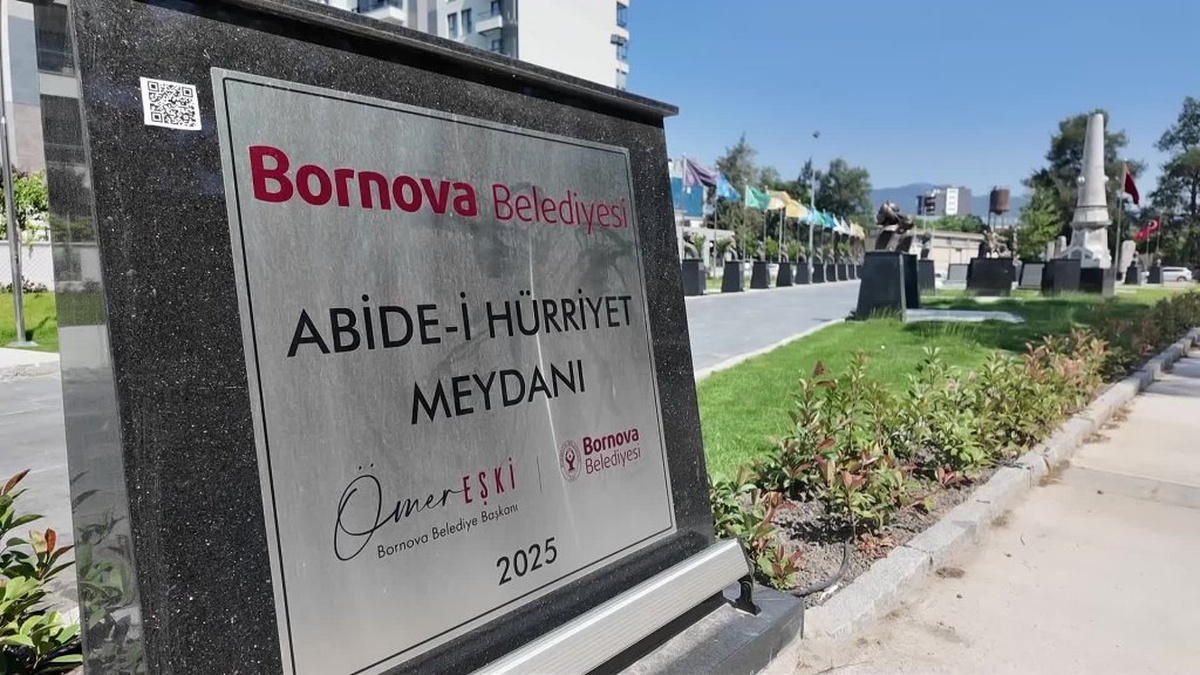 Bornova Belediyesi
ABİDE-İ HÜRRİYET
MEYDANI
Ömer EŞKİ
Bornova Belediye Başkanı
Bornova
Belediyesi
2025